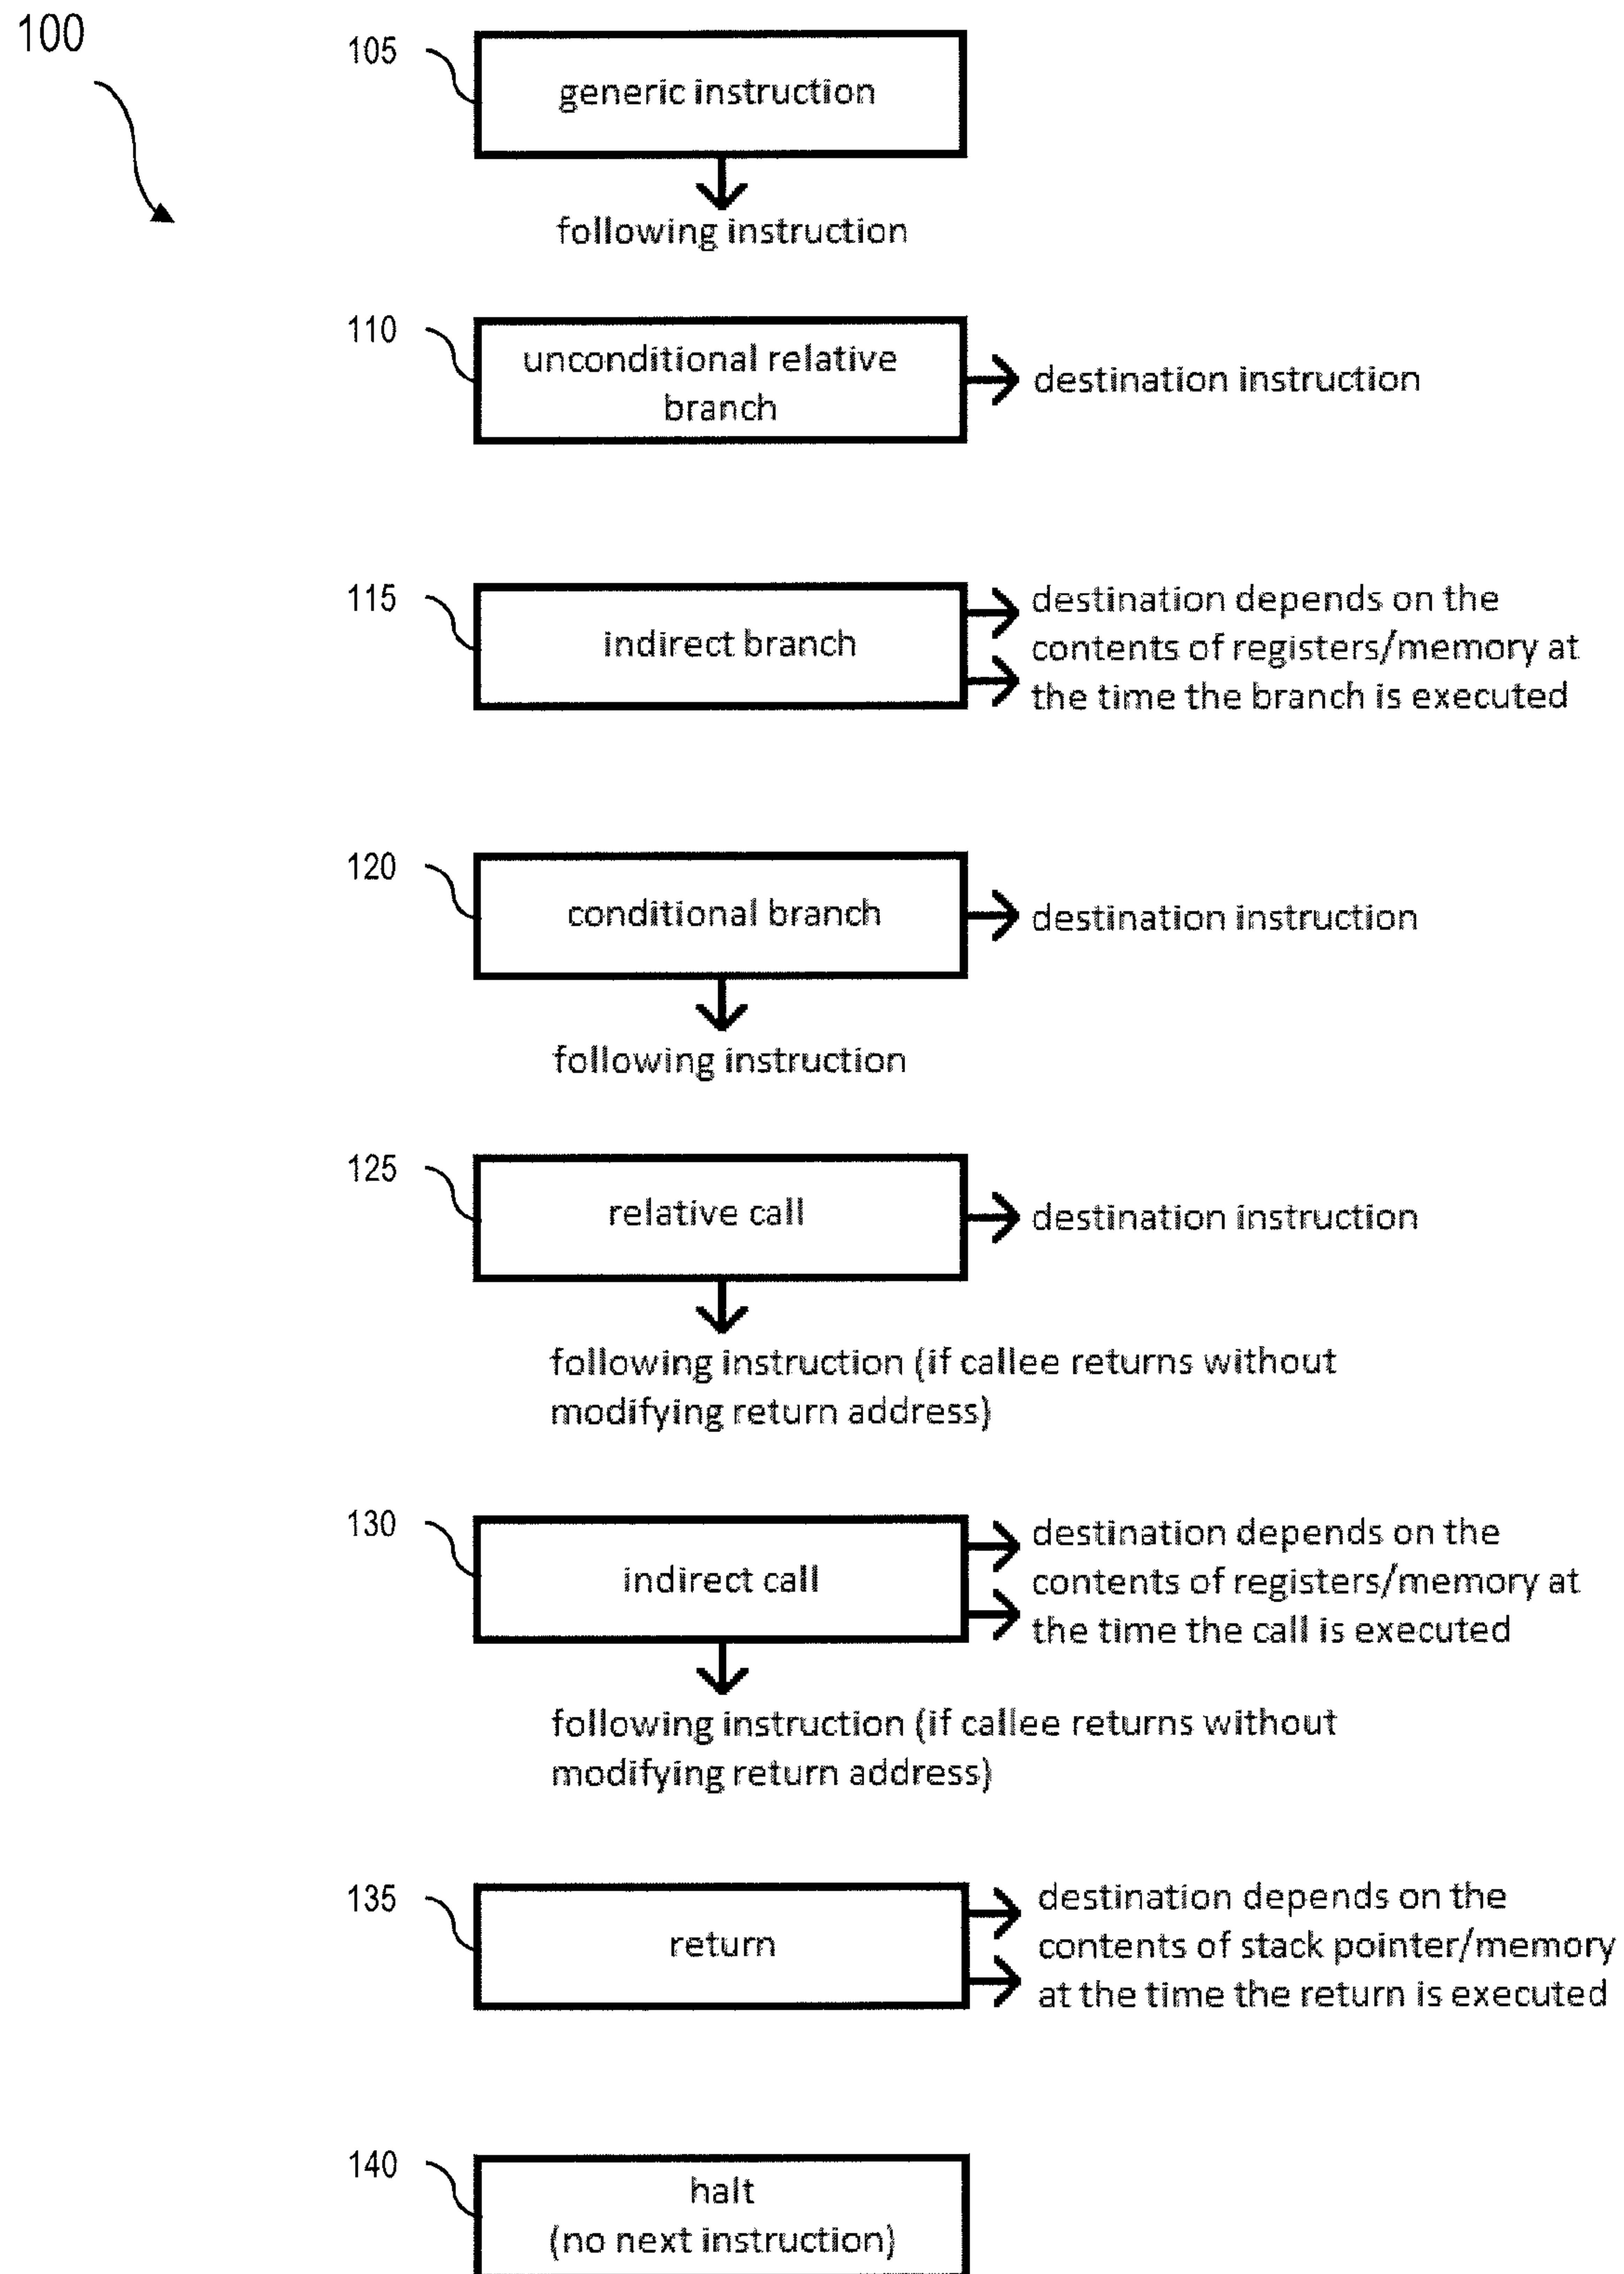 100
105
generic instruction
following instruction
110
unconditional relative
branch
destination instruction
115
indirect branch
destination depends on the
contents of registers/memory at
the time the branch is executed
120
conditional branch
destination instruction
following instruction
125
relative call
destination instruction
following instruction (if callee returns without
modifying return address)
130
indirect call
destination depends on the
contents of registers/memory at
the time the call is executed
following instruction (if callee returns without
modifying return address)
135
return
destination depends on the
contents of stack pointer/memory
at the time the return is executed
140
halt
(no next instruction)